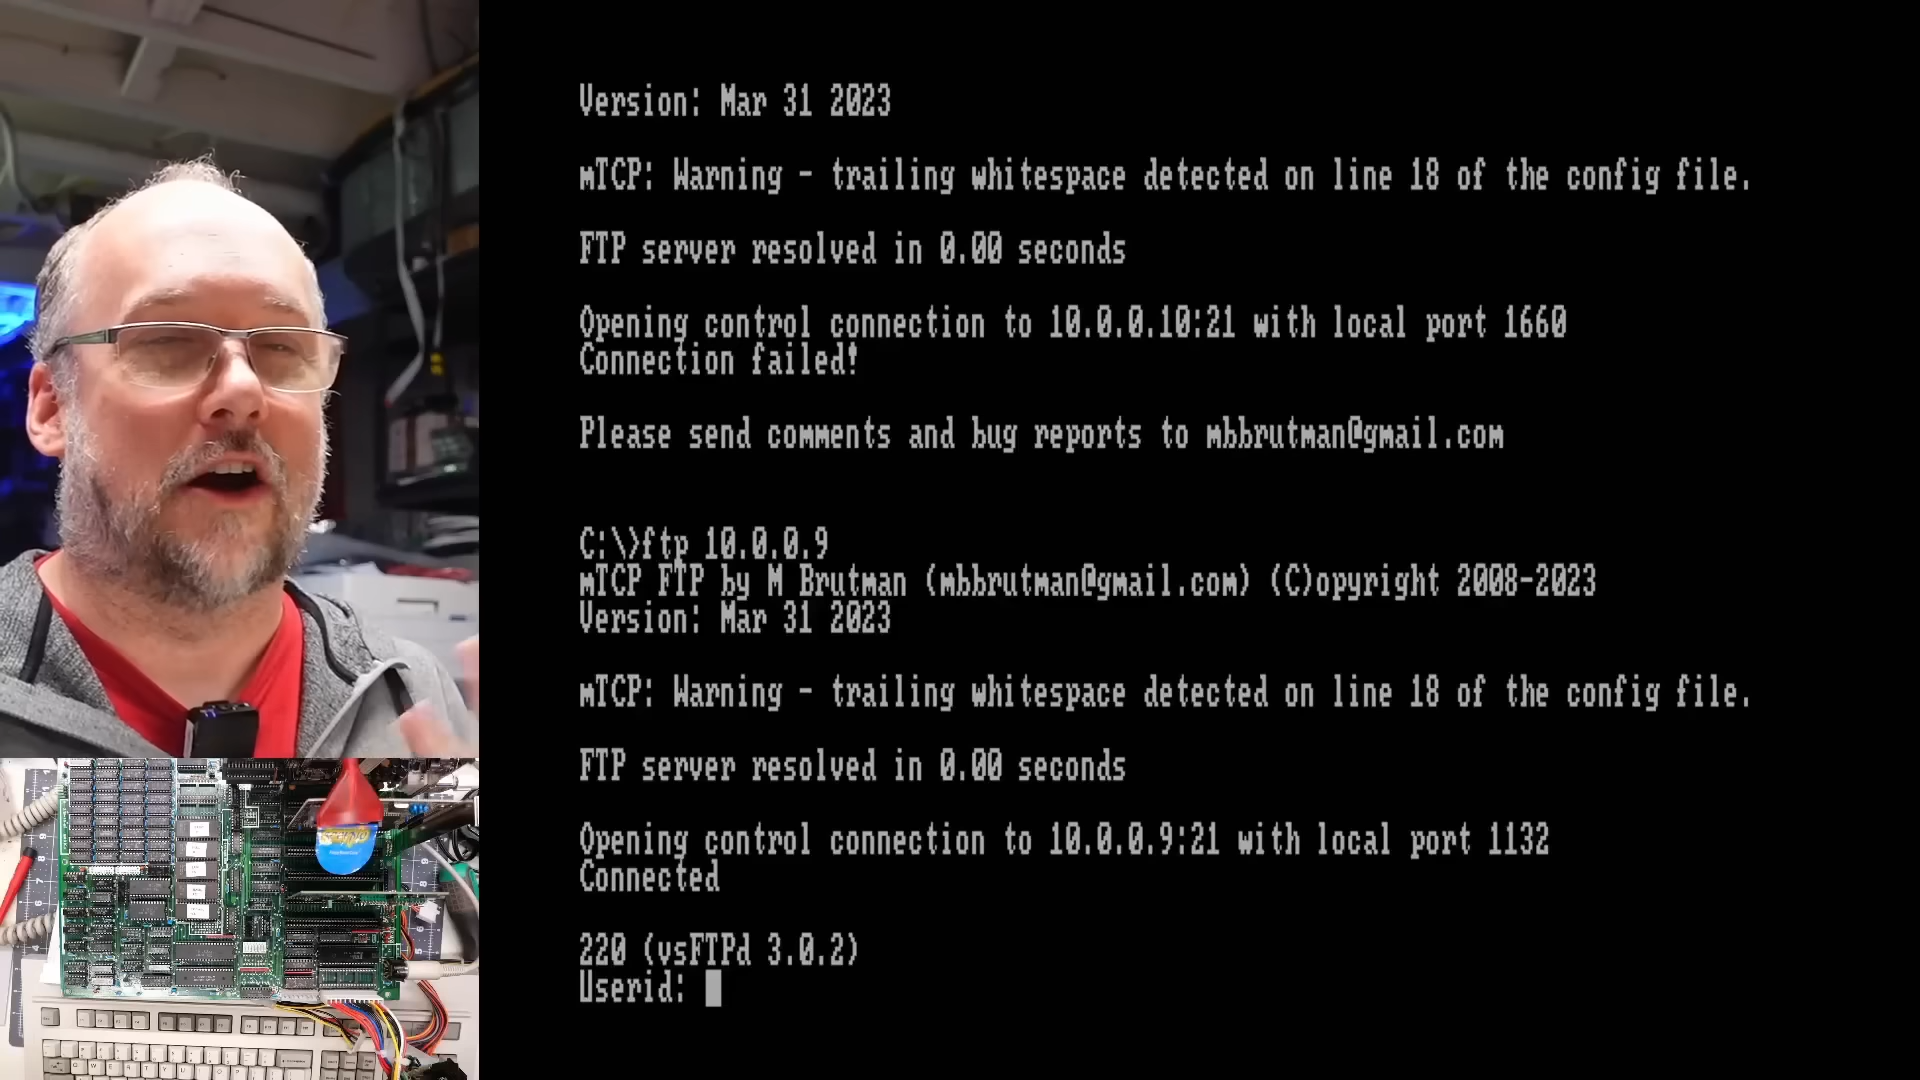 Version: Mar 31 2023
mTCP: Warning - trailing whitespace detected on line 18 of the config file.
FTP server resolved in 0.00 seconds
Opening control connection to 10.0.0.10:21 with local port 1660
Connection failed!
Please send comments and bug reports to mbbrutman@gmail.com
C:\>ftp 10.0.0.9
mTCP FTP by M Brutman (mbbrutman@gmail.com) (C)opyright 2008-2023
Version: Mar 31 2023
mTCP: Warning - trailing whitespace detected on line 18 of the config file.
FTP server resolved in 0.00 seconds
Opening control connection to 10.0.0.9:21 with local port 1132
Connected
220 (vsFTPd 3.0.2)
Userid: